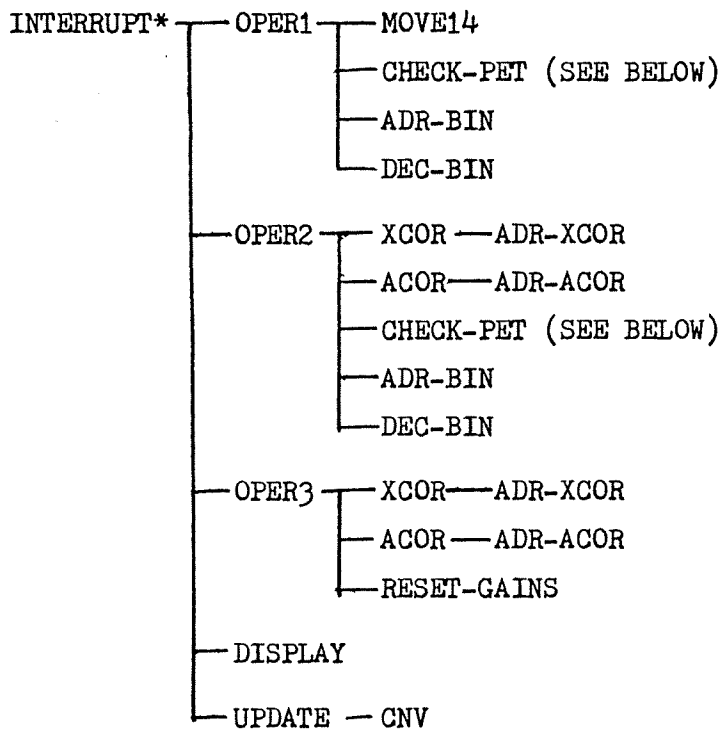 INTERRUPT* OPER1 MOVE14
CHECK-PET (SEE BELOW)
ADR-BIN
DEC-BIN
OPER2 XCOR ADR-XCOR
ACOR ADR-ACOR
CHECK-PET (SEE BELOW)
ADR-BIN
DEC-BIN
OPER3 XCOR ADR-XCOR
ACOR ADR-ACOR
RESET-GAINS
DISPLAY
UPDATE CNV